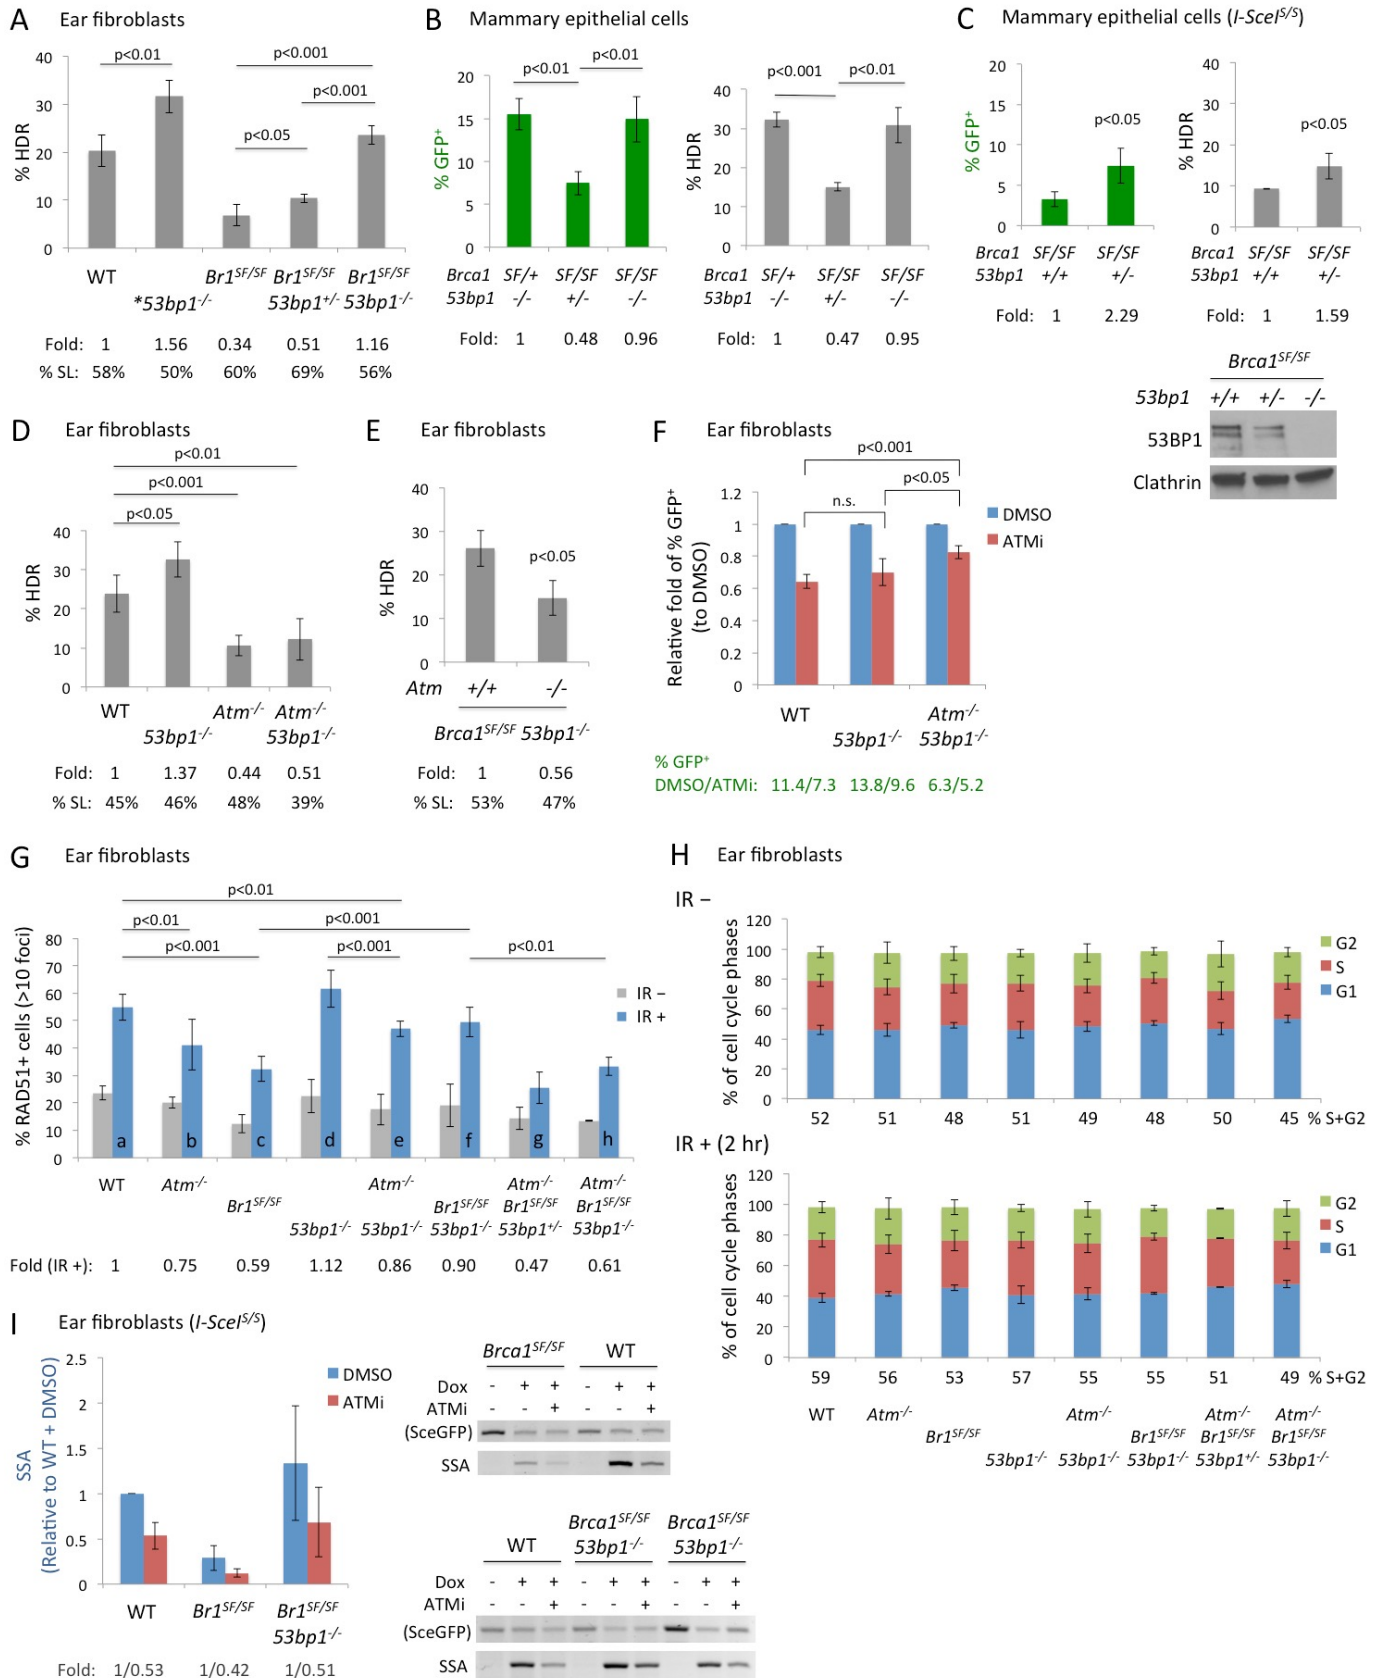 A Ear fibroblasts
% HDR
40
30
20
10
0
p<0.01
p<0.001
p<0.001
p<0.05
WT
*53bp1-/-
Br1SF/SF
Br1SF/SF 53bp1+/-
Br1SF/SF 53bp1-/-
Fold: 1 1.56 0.34 0.51 1.16
% SL: 58% 50% 60% 69% 56%
B Mammary epithelial cells
% GFP+
20
15
10
5
0
p<0.01
p<0.01
Brca1 SF/+ SF/SF SF/SF
53bp1 -/- +/- -/-
Fold: 1 0.48 0.96
% HDR
40
30
20
10
0
p<0.001
p<0.01
Brca1 SF/+ SF/SF SF/SF
53bp1 -/- +/- -/-
Fold: 1 0.47 0.95
C Mammary epithelial cells (I-SceIS/S)
% GFP+
20
15
10
5
0
p<0.05
Brca1 SF/SF SF/SF
53bp1 +/+ +/-
Fold: 1 2.29
% HDR
40
30
20
10
0
p<0.05
Brca1 SF/SF SF/SF
53bp1 +/+ +/-
Fold: 1 1.59
Brca1SF/SF
53bp1 +/+ +/- -/-
53BP1
Clathrin
D Ear fibroblasts
p<0.01
p<0.001
p<0.05
% HDR
40
30
20
10
0
WT
53bp1-/-
Atm-/-
Atm-/- 53bp1-/-
Fold: 1 1.37 0.44 0.51
% SL: 45% 46% 48% 39%
E Ear fibroblasts
% HDR
40
30
20
10
0
p<0.05
Atm +/+ -/-
Brca1SF/SF 53bp1-/-
Fold: 1 0.56
% SL: 53% 47%
F Ear fibroblasts
p<0.001
p<0.05
n.s.
Relative fold of % GFP+
(to DMSO)
1.2
1
0.8
0.6
0.4
0.2
0
DMSO
ATMi
WT
53bp1-/-
Atm-/- 53bp1-/-
% GFP+
DMSO/ATMi: 11.4/7.3 13.8/9.6 6.3/5.2
G Ear fibroblasts
p<0.01
p<0.01
p<0.001
p<0.001
p<0.001
p<0.01
% RAD51+ cells (>10 foci)
80
70
60
50
40
30
20
10
0
IR –
IR +
a b c d e f g h
WT
Atm-/-
Br1SF/SF
53bp1-/-
Atm-/- 53bp1-/-
Br1SF/SF 53bp1-/-
Atm-/- Br1SF/SF 53bp1+/-
Atm-/- Br1SF/SF 53bp1-/-
Fold (IR +): 1 0.75 0.59 1.12 0.86 0.90 0.47 0.61
H Ear fibroblasts
IR –
% of cell cycle phases
120
100
80
60
40
20
0
G2
S
G1
52 51 48 51 49 48 50 45 % S+G2
IR + (2 hr)
% of cell cycle phases
120
100
80
60
40
20
0
G2
S
G1
59 56 53 57 55 55 51 49 % S+G2
WT
Atm-/-
Br1SF/SF
53bp1-/-
Atm-/- 53bp1-/-
Br1SF/SF 53bp1-/-
Atm-/- Br1SF/SF 53bp1+/-
Atm-/- Br1SF/SF 53bp1-/-
I Ear fibroblasts (I-SceIS/S)
SSA
(Relative to WT + DMSO)
2.5
2
1.5
1
0.5
0
DMSO
ATMi
WT
Br1SF/SF
Br1SF/SF 53bp1-/-
Fold: 1/0.53 1/0.42 1/0.51
Brca1SF/SF WT
Dox - + + - + +
ATMi - - + - - +
(SceGFP)
SSA
WT Brca1SF/SF 53bp1-/- Brca1SF/SF 53bp1-/-
Dox - + + - + + - + +
ATMi - - + - - + - - +
(SceGFP)
SSA